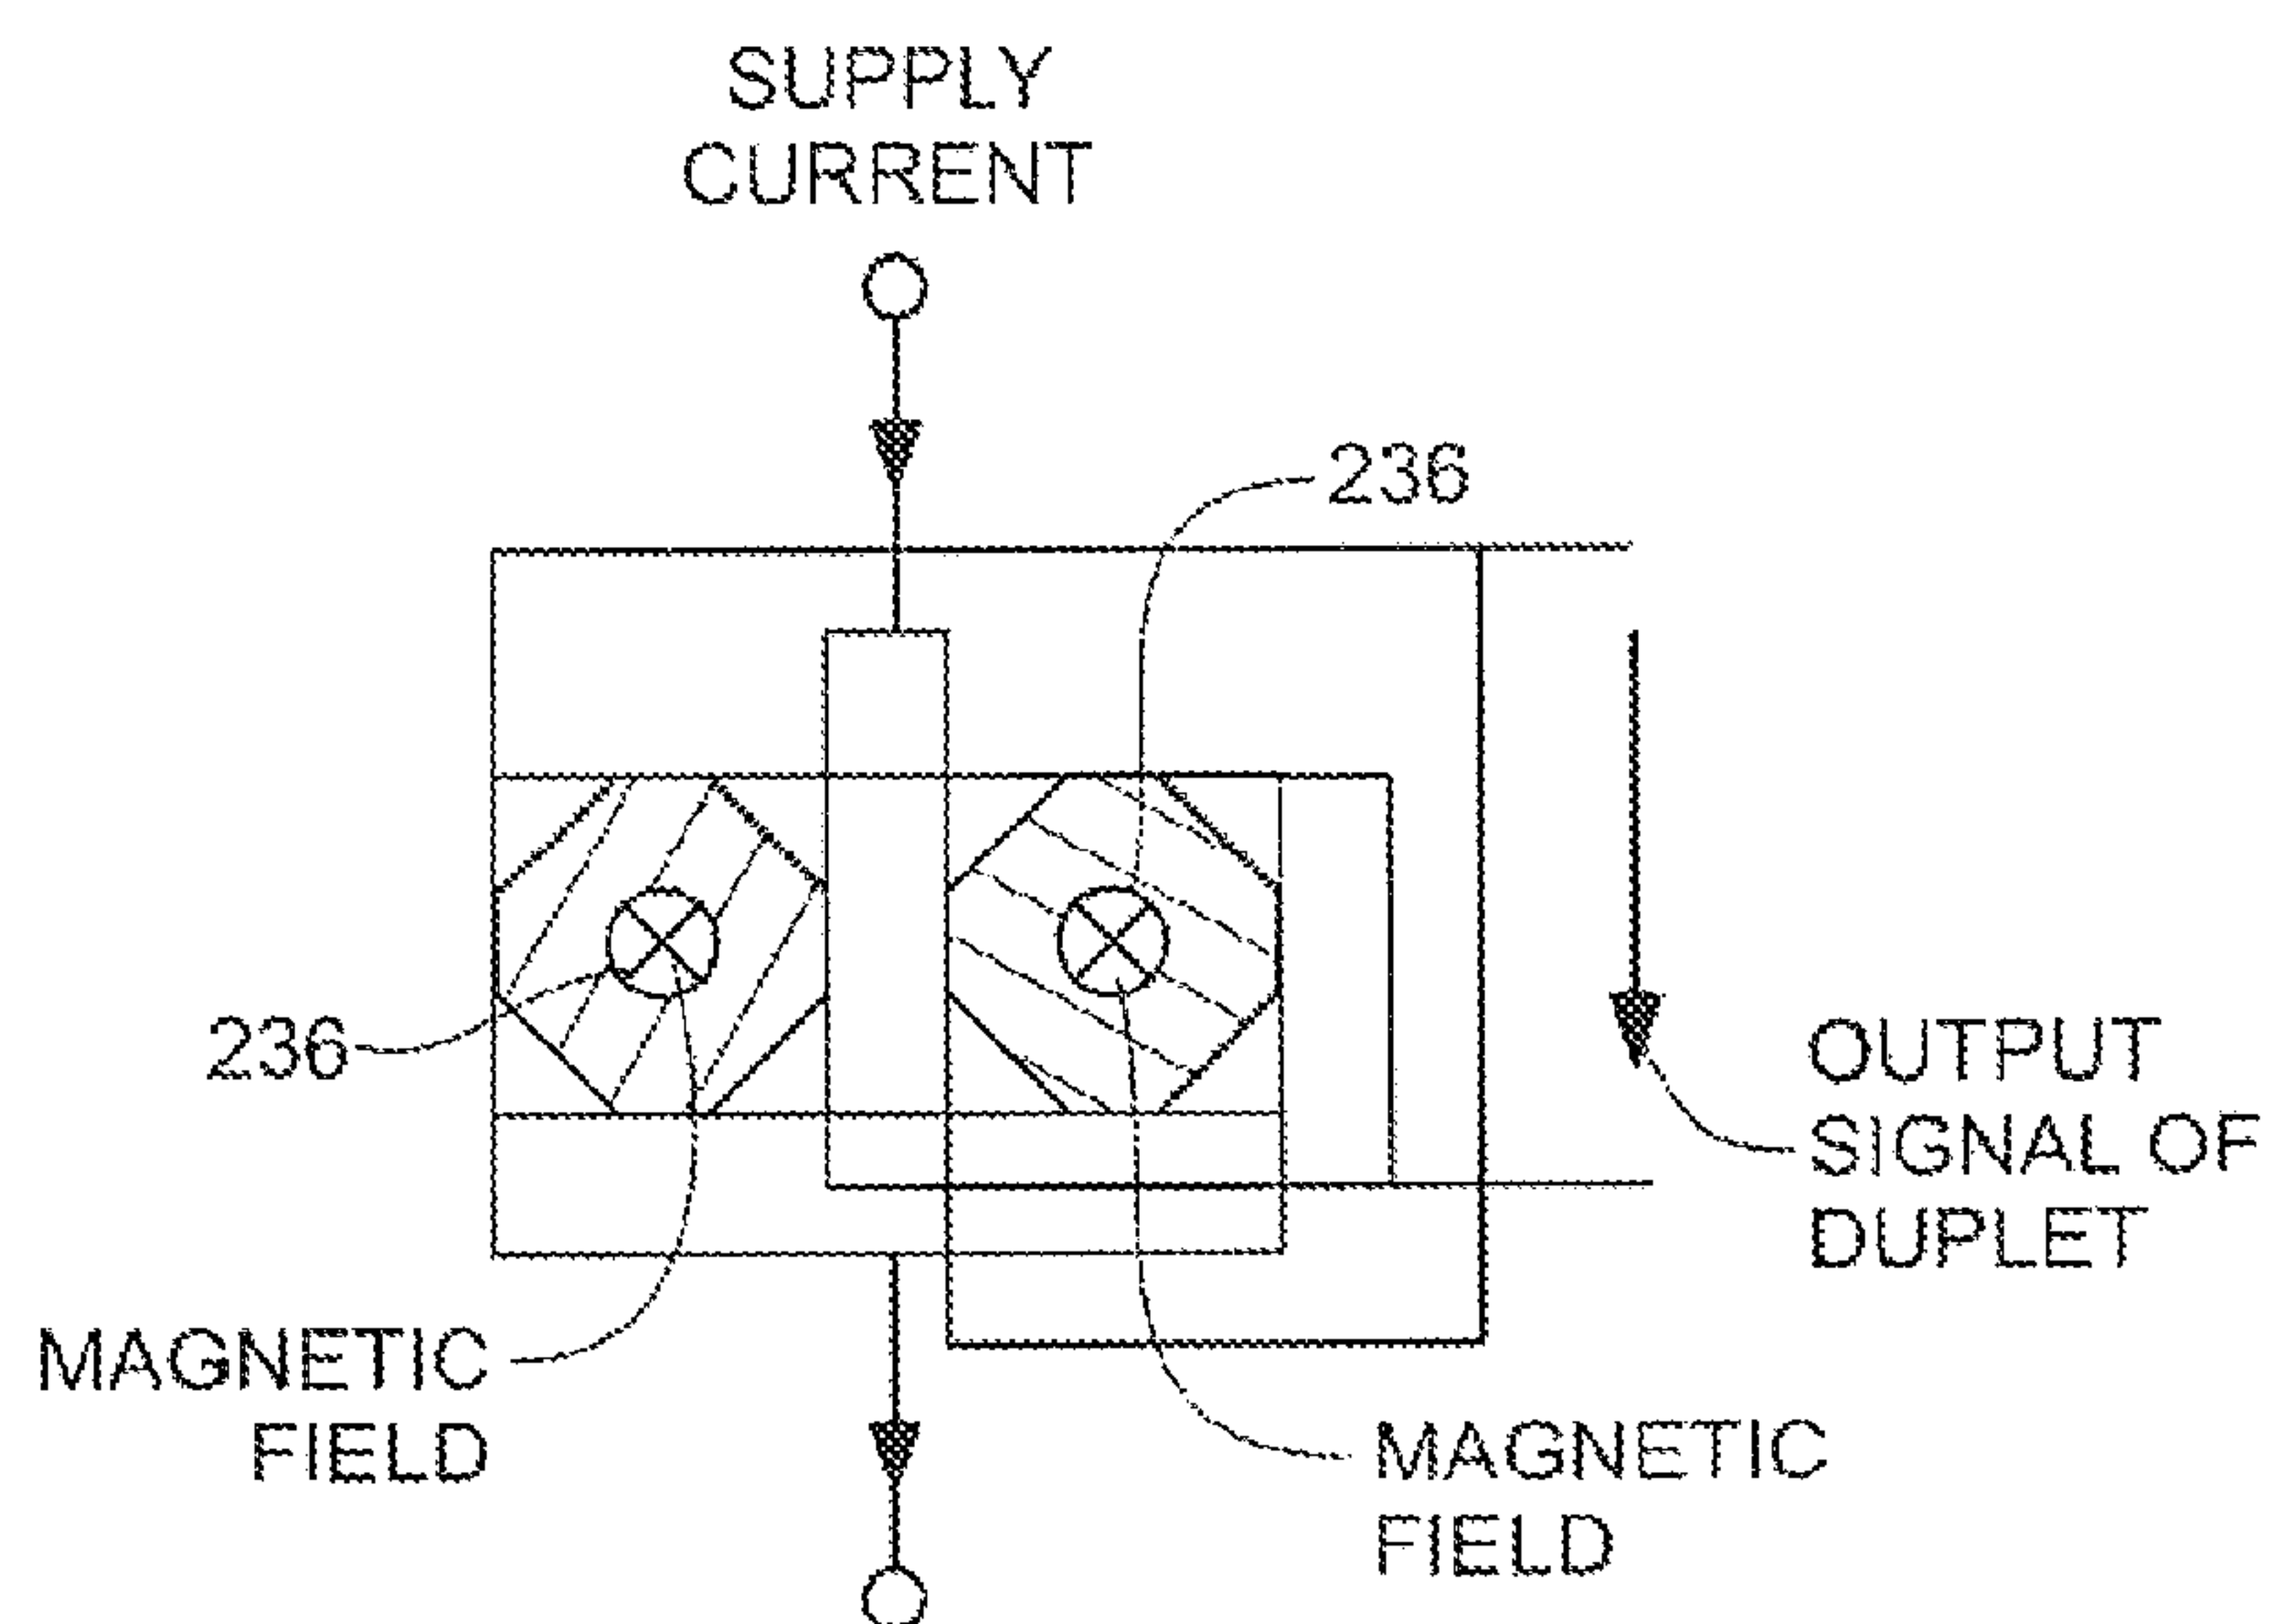 SUPPLY
CURRENT
236
236
OUTPUT
SIGNAL OF
DUPLET
MAGNETIC
FIELD
MAGNETIC
FIELD